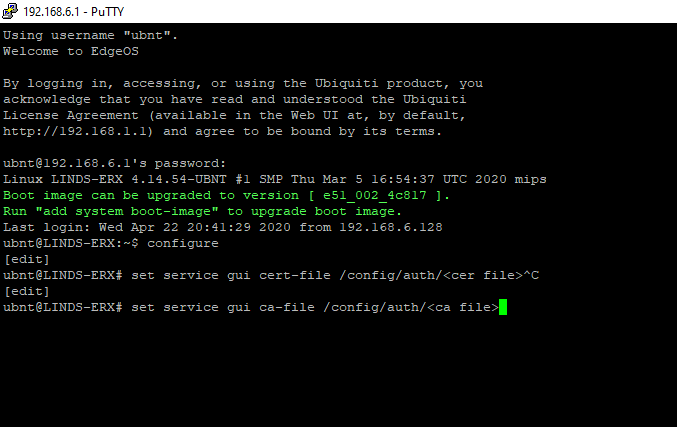 192.168.6.1 - PuTTY
Using username "ubnt".
Welcome to EdgeOS
By logging in, accessing, or using the Ubiquiti product, you
acknowledge that you have read and understood the Ubiquiti
License Agreement (available in the Web UI at, by default,
http://192.168.1.1) and agree to be bound by its terms.
ubnt@192.168.6.1's password:
Linux LINDS-ERX 4.14.54-UBNT #1 SMP Thu Mar 5 16:54:37 UTC 2020 mips
Boot image can be upgraded to version [ e51_002_4c817 ].
Run "add system boot-image" to upgrade boot image.
Last login: Wed Apr 22 20:41:29 2020 from 192.168.6.128
ubnt@LINDS-ERX:~$ configure
[edit]
ubnt@LINDS-ERX# set service gui cert-file /config/auth/<cer file>^C
[edit]
ubnt@LINDS-ERX# set service gui ca-file /config/auth/<ca file>